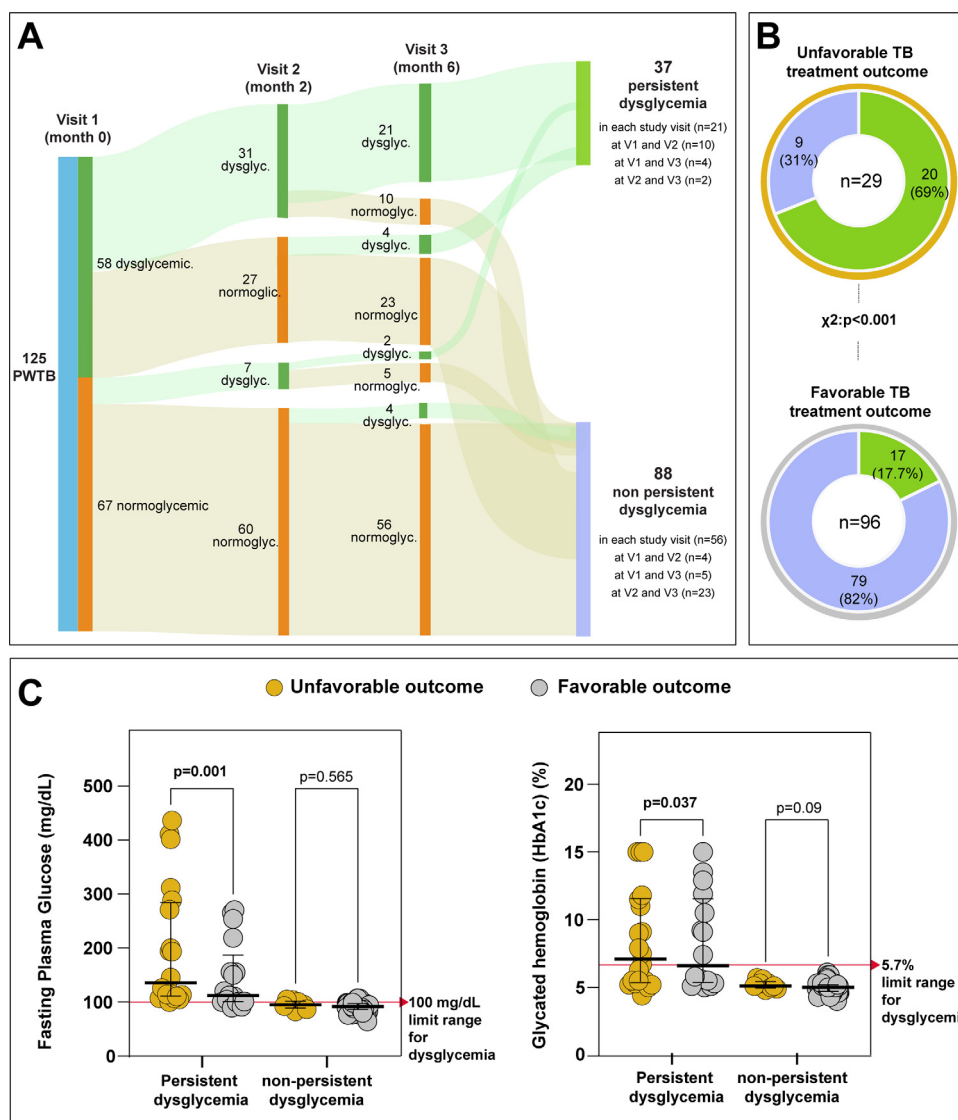 A
Visit 1
(month 0)
Visit 2
(month 2)
Visit 3
(month 6)
125
PWTB
58 dysglycemic.
67 normoglycemic
31
dysglyc.
27
normoglic.
7
dysglyc.
60
normoglyc.
21
dysglyc.
10
normoglyc.
4
dysglyc.
23
normoglyc
2
dysglyc.
5
normoglyc.
4
dysglyc.
56
normoglyc.
37
persistent
dysglycemia
in each study visit (n=21)
at V1 and V2 (n=10)
at V1 and V3 (n=4)
at V2 and V3 (n=2)
88
non persistent
dysglycemia
in each study visit (n=56)
at V1 and V2 (n=4)
at V1 and V3 (n=5)
at V2 and V3 (n=23)
B
Unfavorable TB
treatment outcome
9
(31%)
20
(69%)
n=29
χ2:p<0.001
Favorable TB
treatment outcome
17
(17.7%)
n=96
79
(82%)
C
Unfavorable outcome
Favorable outcome
Fasting Plasma Glucose (mg/dL)
500
400
300
200
100
0
p=0.001
p=0.565
100 mg/dL
limit range
for
dysglycemia
Persistent
dysglycemia
non-persistent
dysglycemia
Glycated hemoglobin (HbA1c) (%)
20
15
10
5
0
p=0.037
p=0.09
5.7%
limit range
for
dysglycemi
Persistent
dysglycemia
non-persistent
dysglycemia